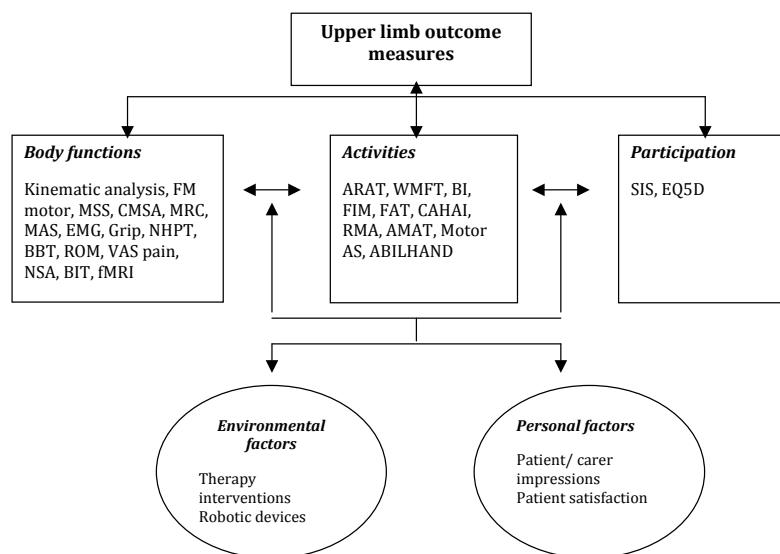 Upper limb outcome
measures
Body functions
Kinematic analysis, FM
motor, MSS, CMSA, MRC,
MAS, EMG, Grip, NHPT,
BBT, ROM, VAS pain,
NSA, BIT, fMRI
Activities
ARAT, WMFT, BI,
FIM, FAT, CAHAI,
RMA, AMAT, Motor
AS, ABILHAND
Participation
SIS, EQ5D
Environmental
factors
Therapy
interventions
Robotic devices
Personal factors
Patient/ carer
impressions
Patient satisfaction